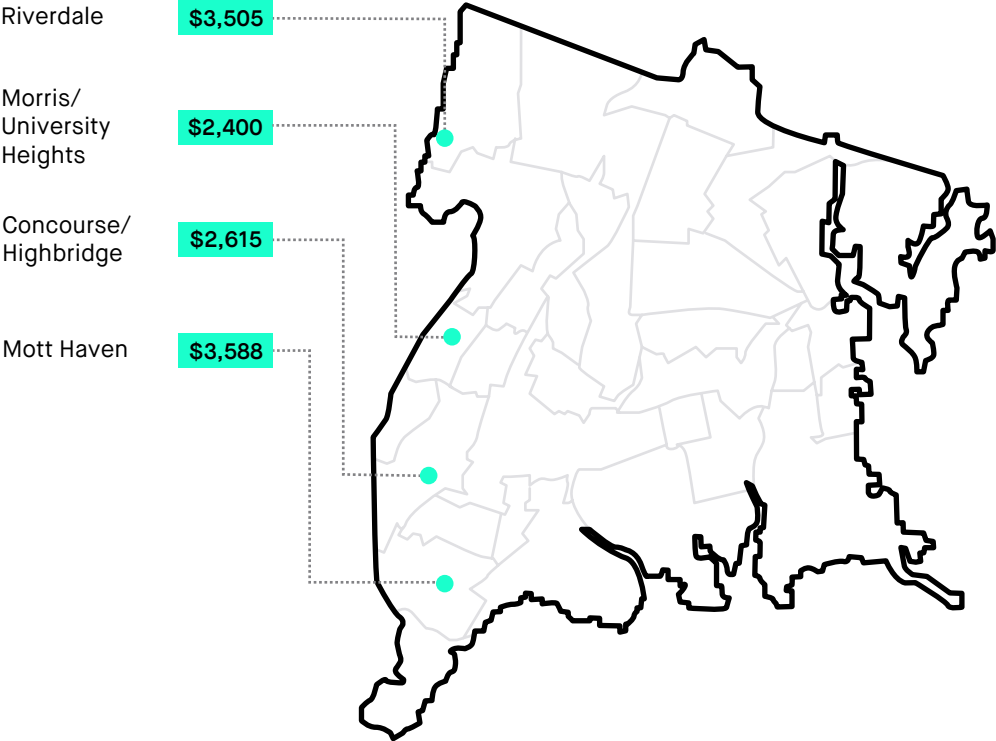 Riverdale
$3,505
Morris/
University
Heights
$2,400
Concourse/
Highbridge
$2,615
Mott Haven
$3,588